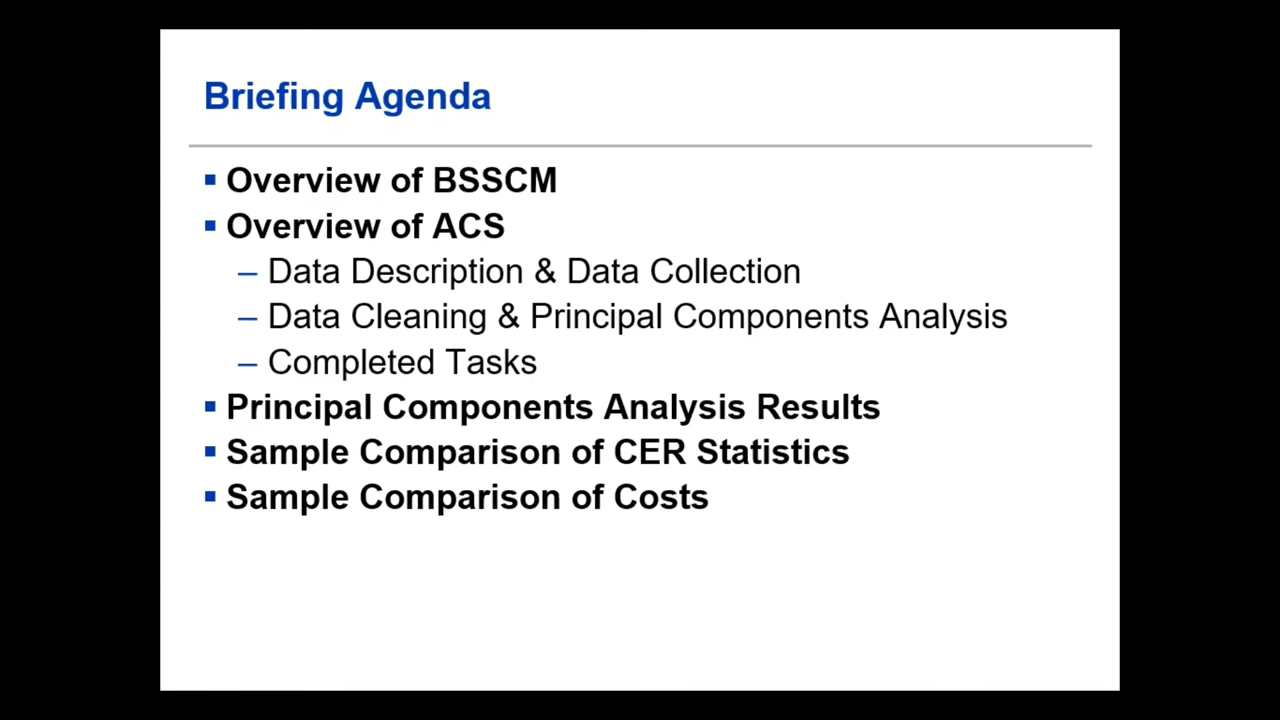 Briefing Agenda
▪ Overview of BSSCM
▪ Overview of ACS
– Data Description & Data Collection
– Data Cleaning & Principal Components Analysis
– Completed Tasks
▪ Principal Components Analysis Results
▪ Sample Comparison of CER Statistics
▪ Sample Comparison of Costs